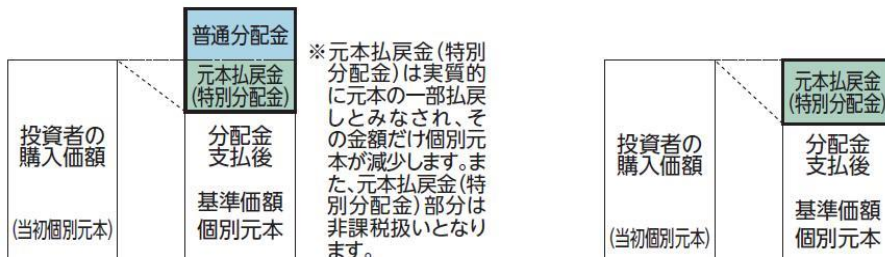 普通分配金
元本払戻金
(特別分配金)
投資者の
購入価額
(当初個別元本)
分配金
支払後
基準価額
個別元本
※元本払戻金(特別
分配金)は実質的
に元本の一部払戻
しとみなされ、そ
の金額だけ個別元
本が減少します。ま
た、元本払戻金(特
別分配金)部分は
非課税扱いとなり
ます。
元本払戻金
(特別分配金)
投資者の
購入価額
(当初個別元本)
分配金
支払後
基準価額
個別元本